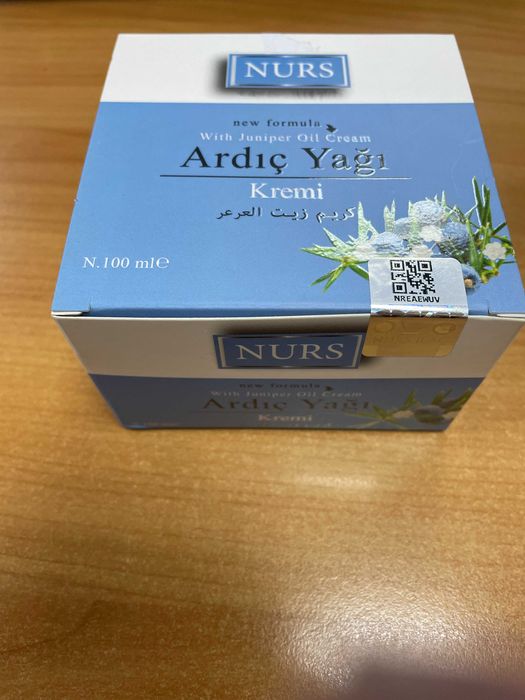 NURS
new formula
With Juniper Oil Cream
Ardıç Yağı
Kremi
كريم زيت العرعر
N.100 ml℮
NREAEWUV
NURS
new formula
With Juniper Oil Cream
Ardıç Yağı
Kremi